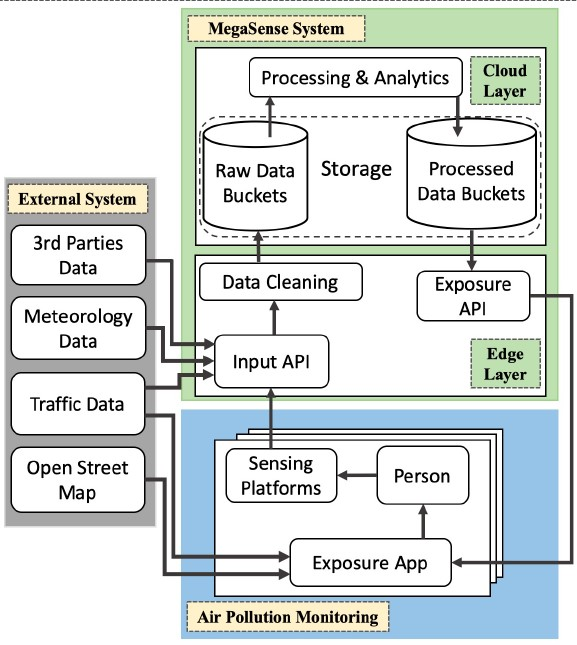 MegaSense System
Processing & Analytics
Cloud
Layer
Raw Data
Buckets
Storage
Processed
Data Buckets
External System
3rd Parties
Data
Meteorology
Data
Traffic Data
Open Street
Map
Data Cleaning
Exposure
API
Input API
Edge
Layer
Sensing
Platforms
Person
Exposure App
Air Pollution Monitoring